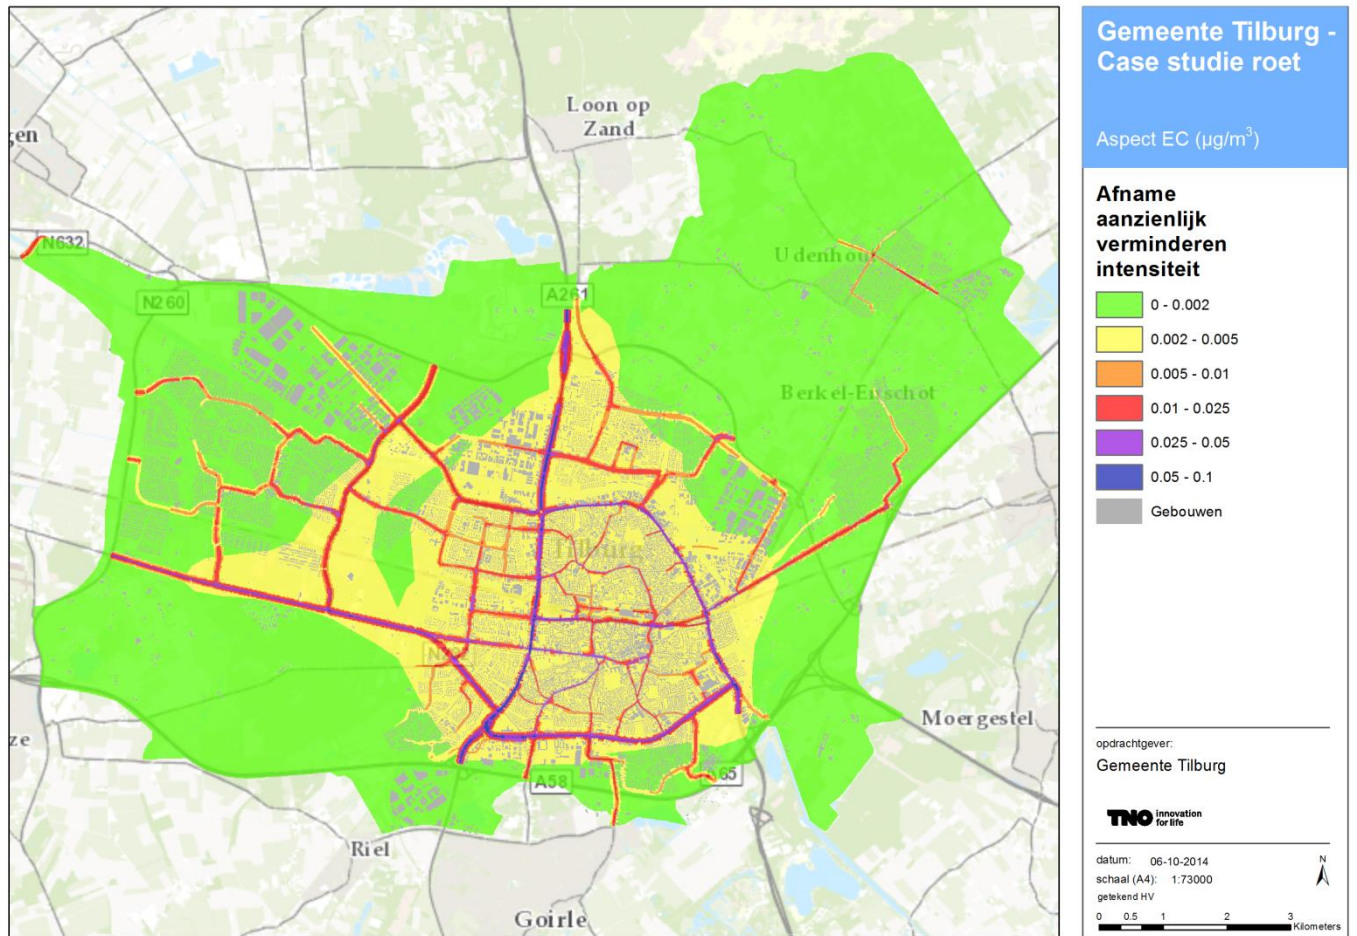 Loon op
Zand
gen
N632
N260
A261
Udenhout
Berkel-Enschot
Tilburg
Moergestel
ze
A58
65
Riel
Goirle
Gemeente Tilburg -
Case studie roet
Aspect EC (µg/m³)
Afname
aanzienlijk
verminderen
intensiteit
0 - 0.002
0.002 - 0.005
0.005 - 0.01
0.01 - 0.025
0.025 - 0.05
0.05 - 0.1
Gebouwen
opdrachtgever:
Gemeente Tilburg
TNO innovation
for life
datum: 06-10-2014
schaal (A4): 1:73000
getekend HV
N
0 0.5 1 2 3
Kilometers